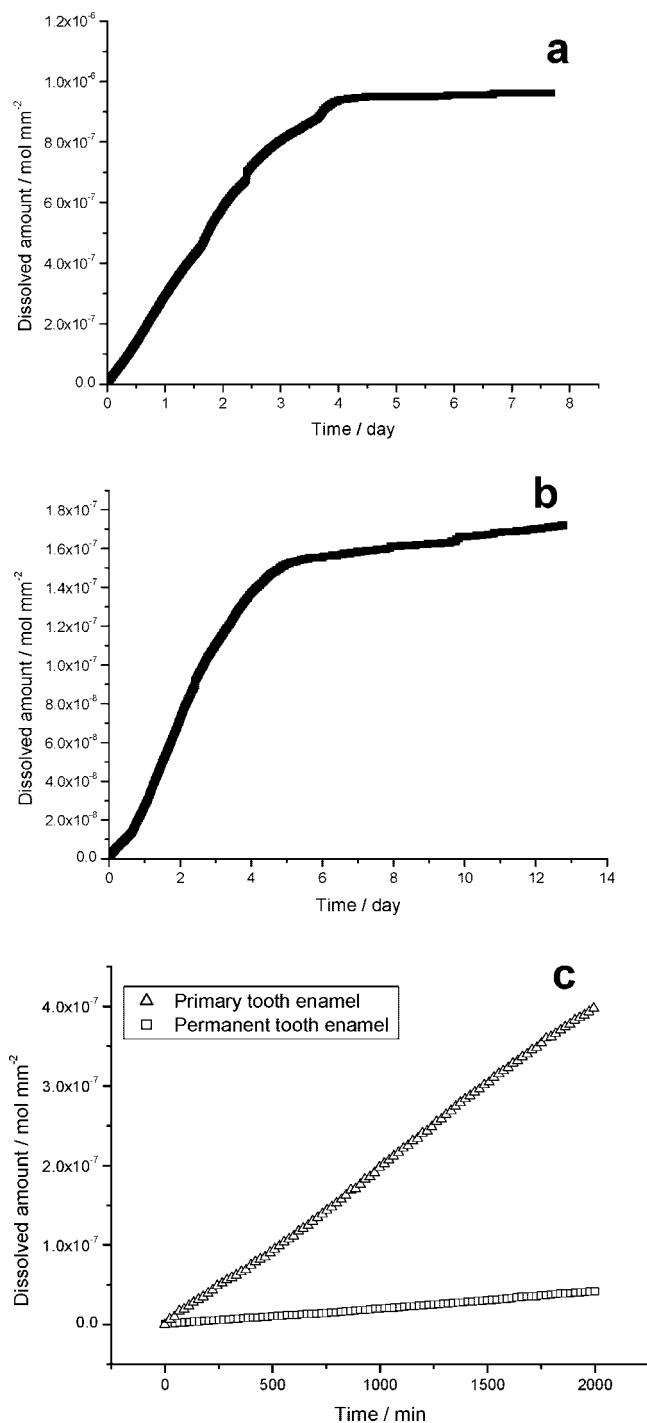 a
1.2x10⁻⁶
1.0x10⁻⁶
8.0x10⁻⁷
6.0x10⁻⁷
4.0x10⁻⁷
2.0x10⁻⁷
0.0
Dissolved amount / mol mm⁻²
0 1 2 3 4 5 6 7 8
Time / day
b
1.8x10⁻⁷
1.6x10⁻⁷
1.4x10⁻⁷
1.2x10⁻⁷
1.0x10⁻⁷
8.0x10⁻⁸
6.0x10⁻⁸
4.0x10⁻⁸
2.0x10⁻⁸
0.0
Dissolved amount / mol mm⁻²
0 2 4 6 8 10 12 14
Time / day
c
Primary tooth enamel
Permanent tooth enamel
4.0x10⁻⁷
3.0x10⁻⁷
2.0x10⁻⁷
1.0x10⁻⁷
0.0
Dissolved amount / mol mm⁻²
0 500 1000 1500 2000
Time / min